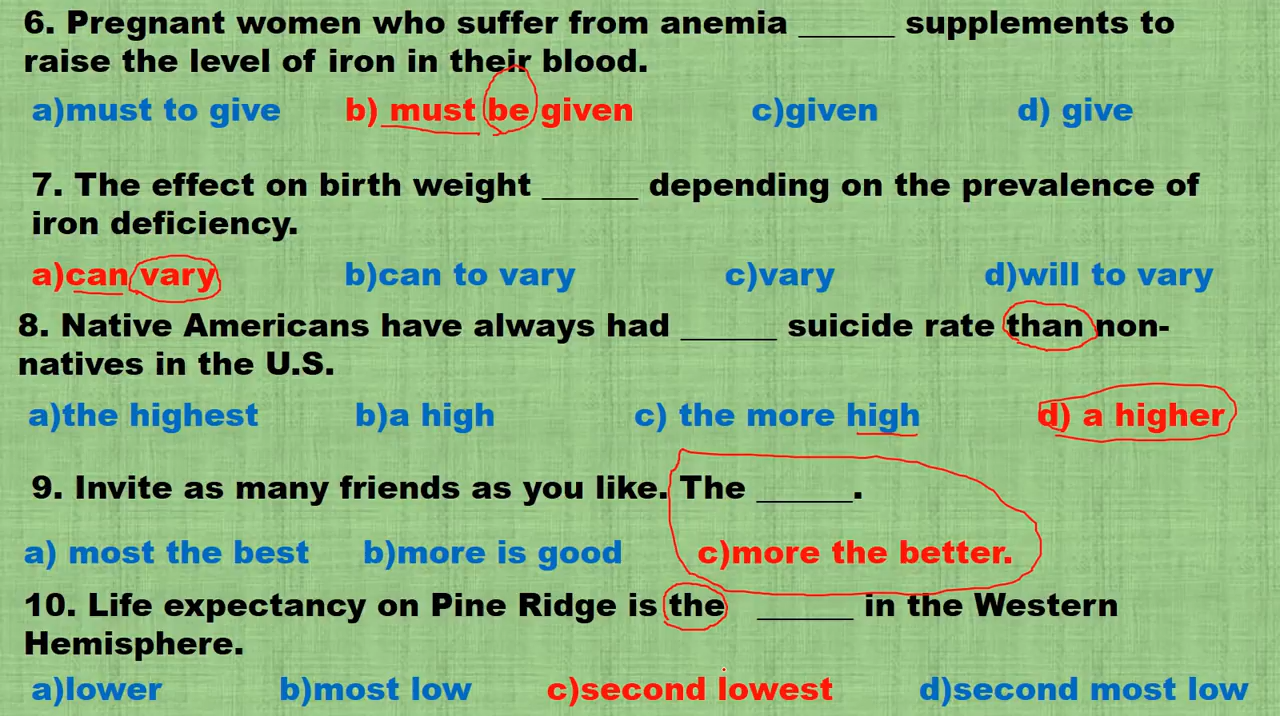 6. Pregnant women who suffer from anemia ______ supplements to
raise the level of iron in their blood.
a)must to give b) must be given c)given d) give
7. The effect on birth weight ______ depending on the prevalence of
iron deficiency.
a)can vary b)can to vary c)vary d)will to vary
8. Native Americans have always had ______ suicide rate than non-
natives in the U.S.
a)the highest b)a high c) the more high d) a higher
9. Invite as many friends as you like. The ______.
a) most the best b)more is good c)more the better.
10. Life expectancy on Pine Ridge is the ______ in the Western
Hemisphere.
a)lower b)most low c)second lowest d)second most low